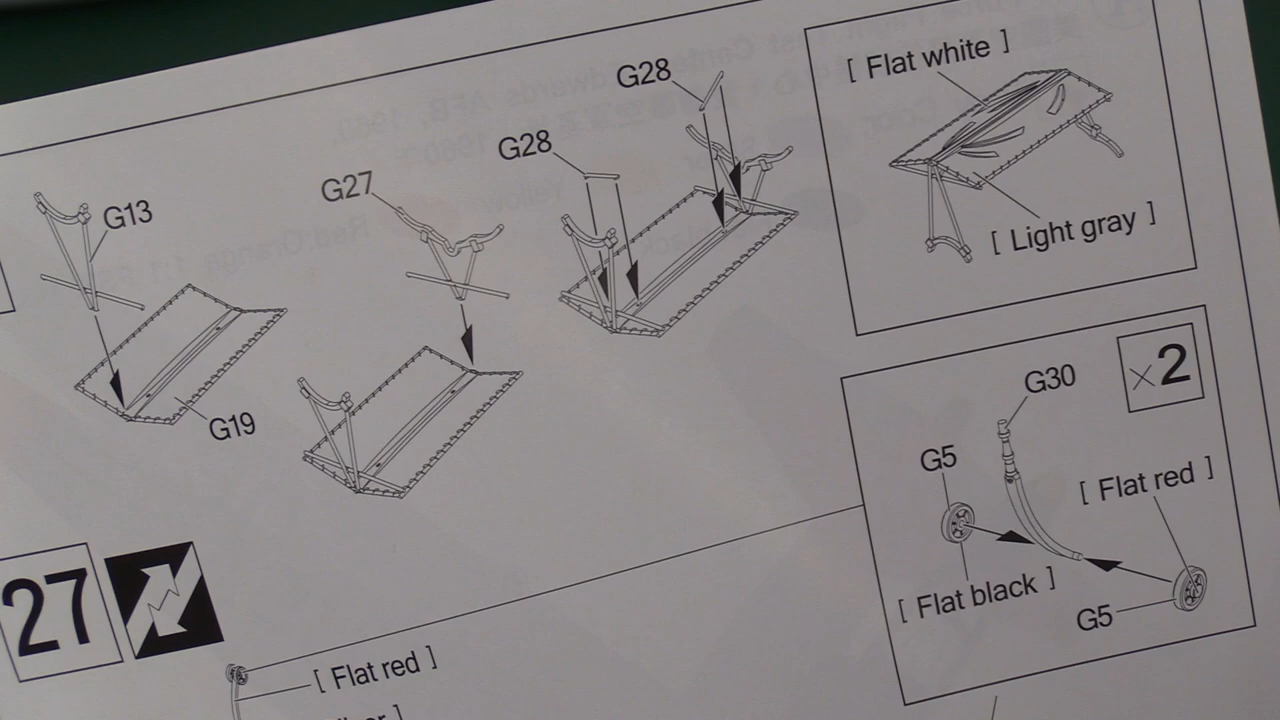 G28
[ Flat white ]
G28
G27
G13
[ Light gray ]
G19
×2
G30
G5
[ Flat red ]
[ Flat black ]
G5
27
[ Flat red ]